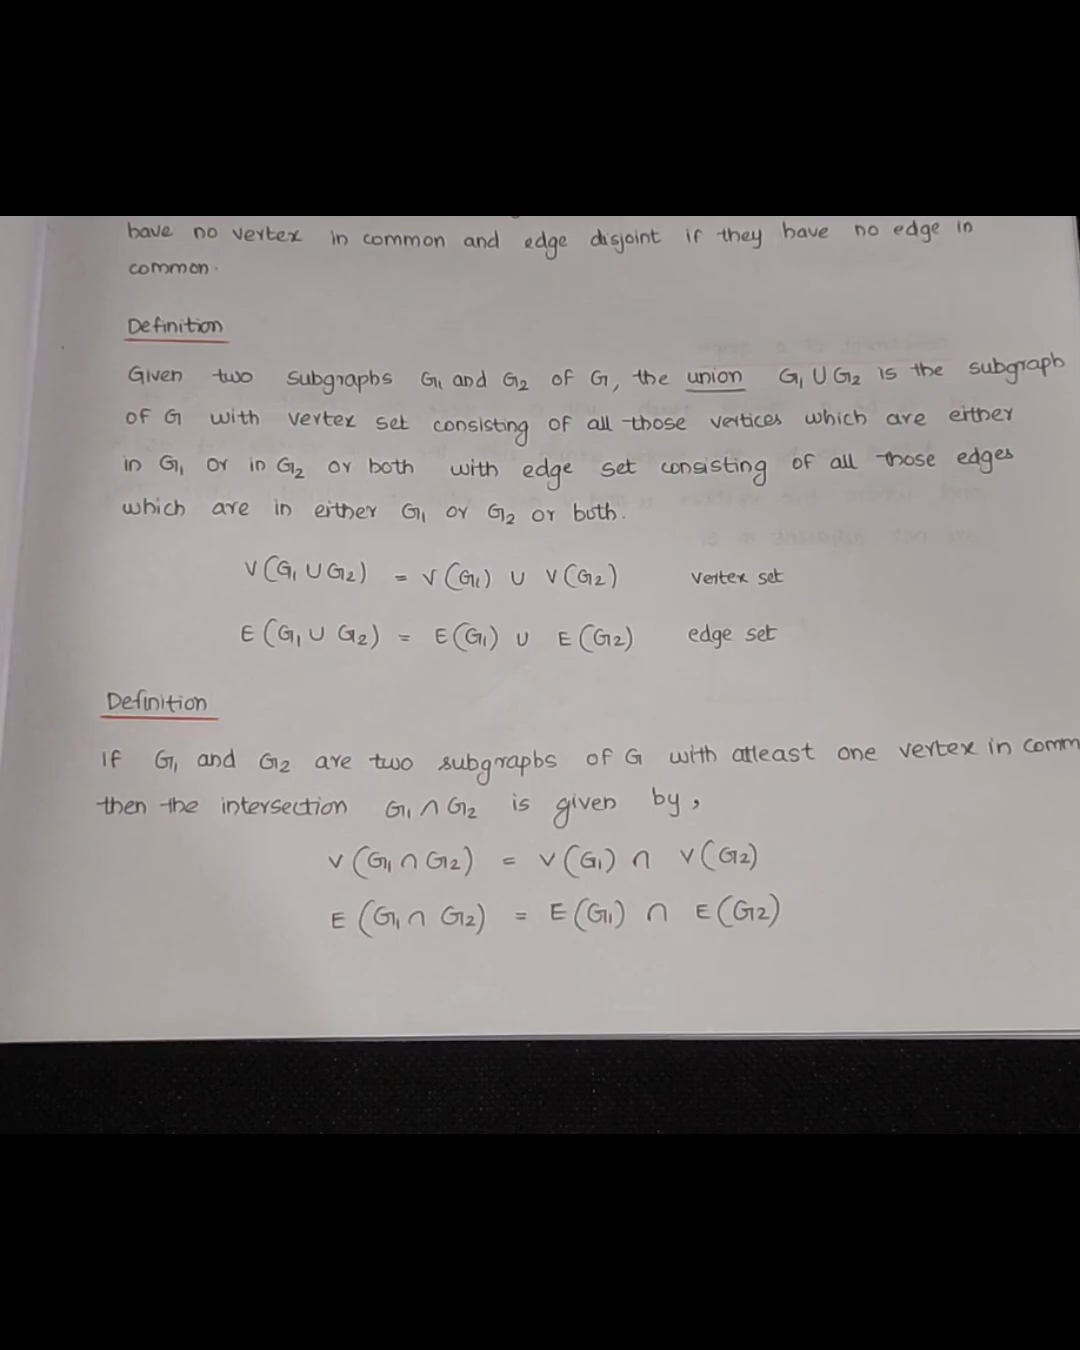 have no vertex in common and edge disjoint if they have no edge in
common.
Definition
Given two subgraphs G1 and G2 of G, the union G1 ∪ G2 is the subgraph
of G with vertex set consisting of all those vertices which are either
in G1 or in G2 or both with edge set consisting of all those edges
which are in either G1 or G2 or both.
V(G1 ∪ G2) = V(G1) ∪ V(G2) vertex set
E(G1 ∪ G2) = E(G1) ∪ E(G2) edge set
Definition
If G1 and G2 are two subgraphs of G with atleast one vertex in comm
then the intersection G1 ∩ G2 is given by,
V(G1 ∩ G2) = V(G1) ∩ V(G2)
E(G1 ∩ G2) = E(G1) ∩ E(G2)